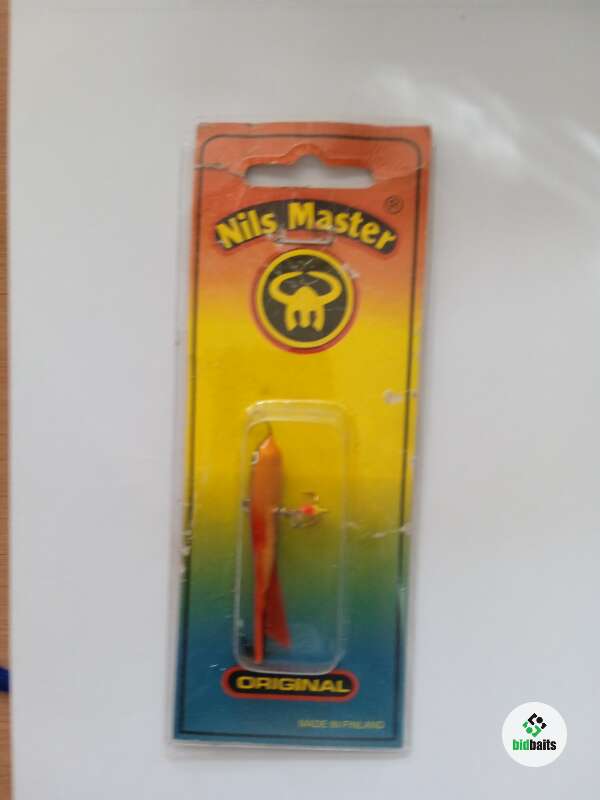 Nils Master ®
ORIGINAL
MADE IN FINLAND
bidbaits